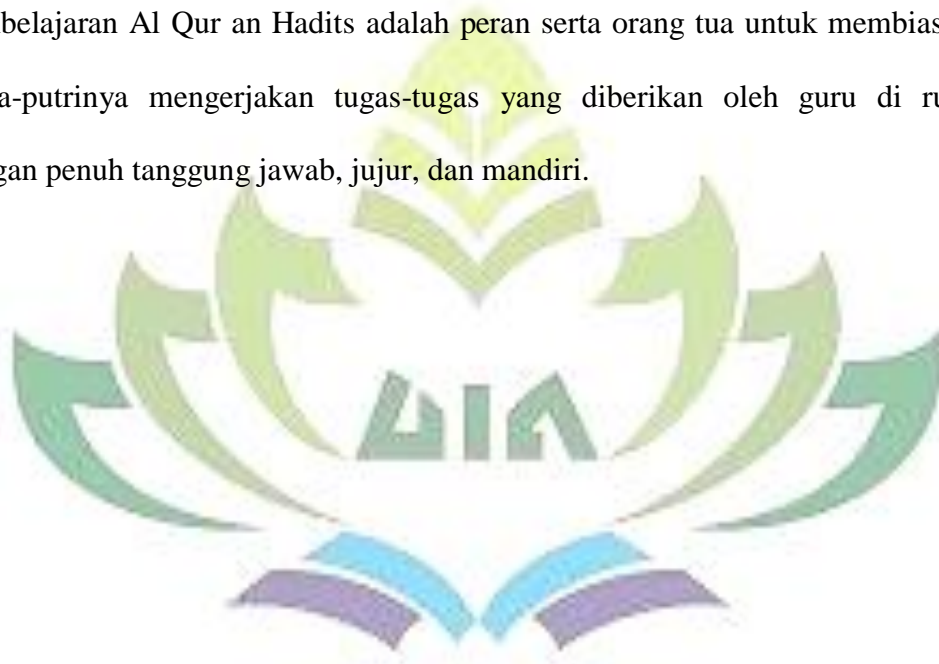 belajaran Al Qur an Hadits adalah peran serta orang tua untuk membias
a-putrinya mengerjakan tugas-tugas yang diberikan oleh guru di ru
gan penuh tanggung jawab, jujur, dan mandiri.
UIN